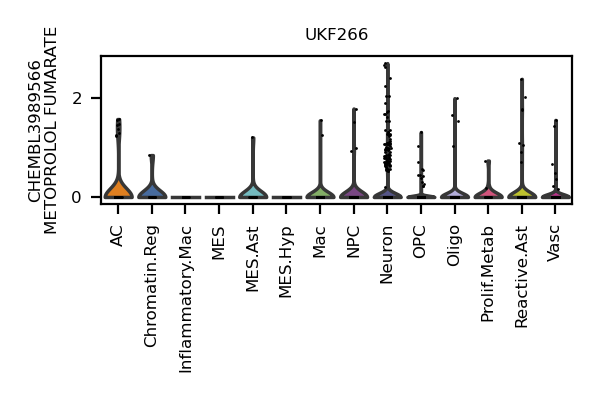 UKF266
CHEMBL3989566
METOPROLOL FUMARATE
2
0
AC
Chromatin.Reg
Inflammatory.Mac
MES
MES.Ast
MES.Hyp
Mac
NPC
Neuron
OPC
Oligo
Prolif.Metab
Reactive.Ast
Vasc